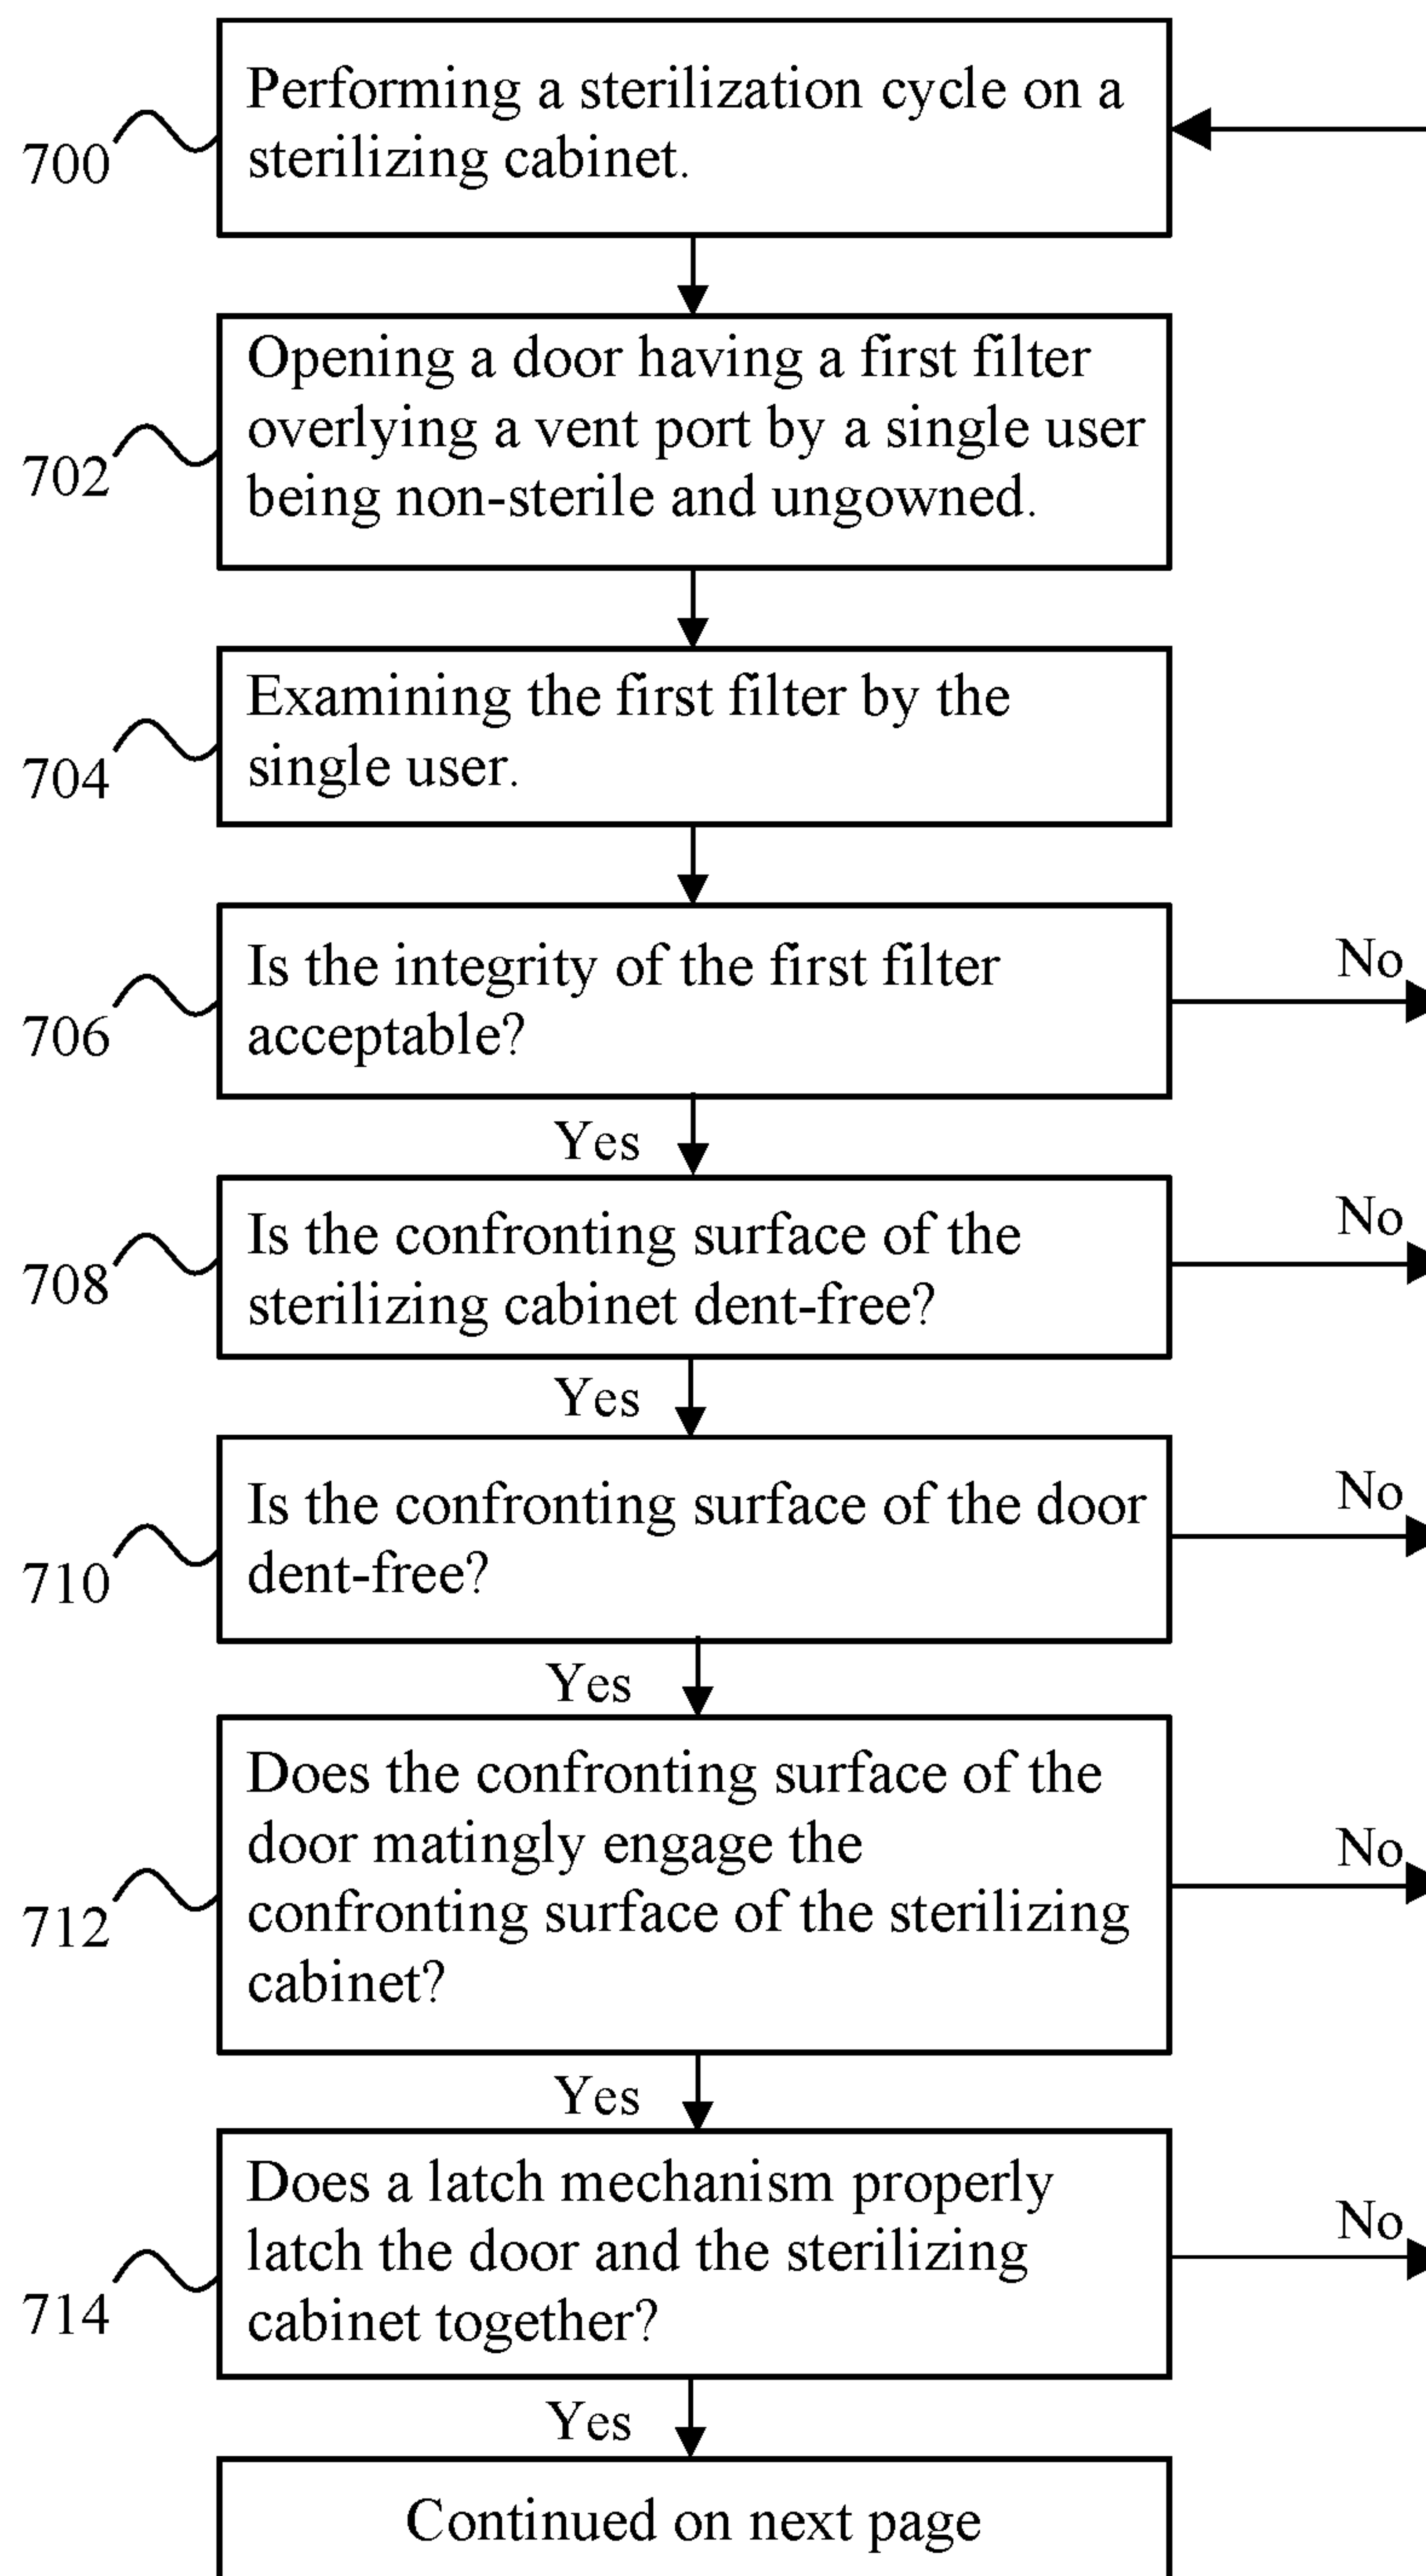 Performing a sterilization cycle on a
sterilizing cabinet.
700
Opening a door having a first filter
overlying a vent port by a single user
being non-sterile and ungowned.
702
Examining the first filter by the
single user.
704
Is the integrity of the first filter
acceptable?
706
No
Yes
Is the confronting surface of the
sterilizing cabinet dent-free?
708
No
Yes
Is the confronting surface of the door
dent-free?
710
No
Yes
Does the confronting surface of the
door matingly engage the
confronting surface of the sterilizing
cabinet?
712
No
Yes
Does a latch mechanism properly
latch the door and the sterilizing
cabinet together?
714
No
Yes
Continued on next page